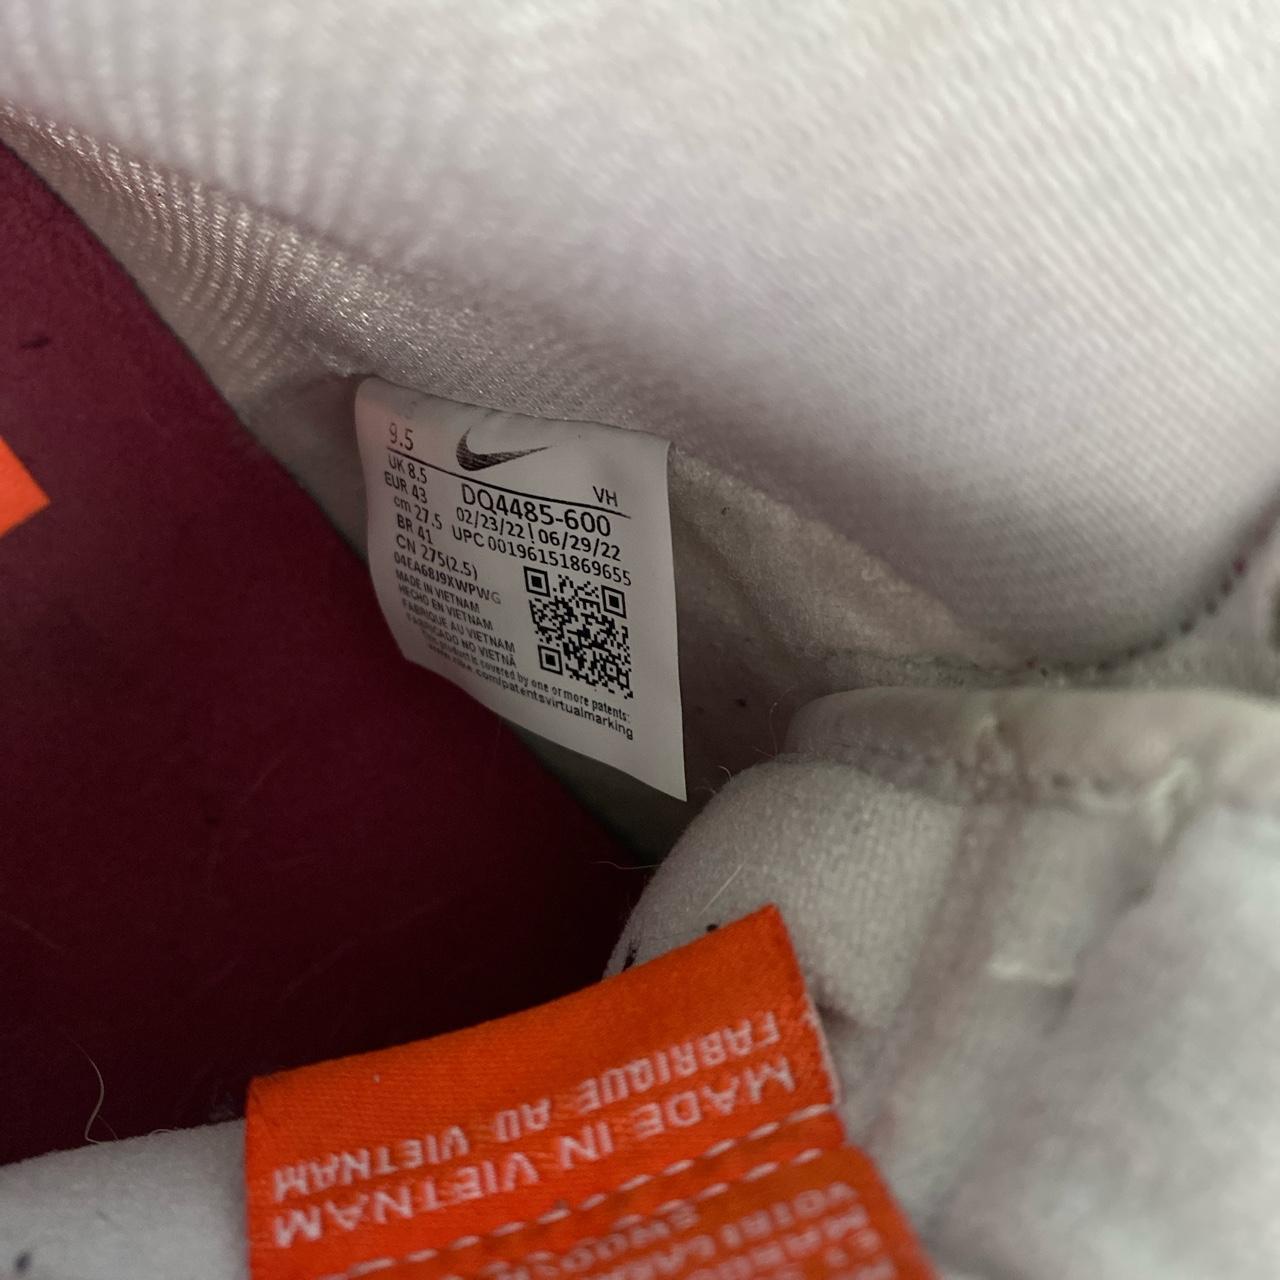 9.5
UK 8.5
EUR 43
cm 27.5
BR 41
CN 275(2.5)
04EA68J9XWPWG
MADE IN VIETNAM
HECHO EN VIETNAM
FABRIQUE AU VIETNAM
FABRICADO NO VIETNÃ
VH
DQ4485-600
02/23/22 | 06/29/22
UPC 00196151869655
This product is covered by one or more patents:
www.nike.com/patentsvirtualmarking
MADE IN VIETNAM
FABRIQUE AU VIETNAM